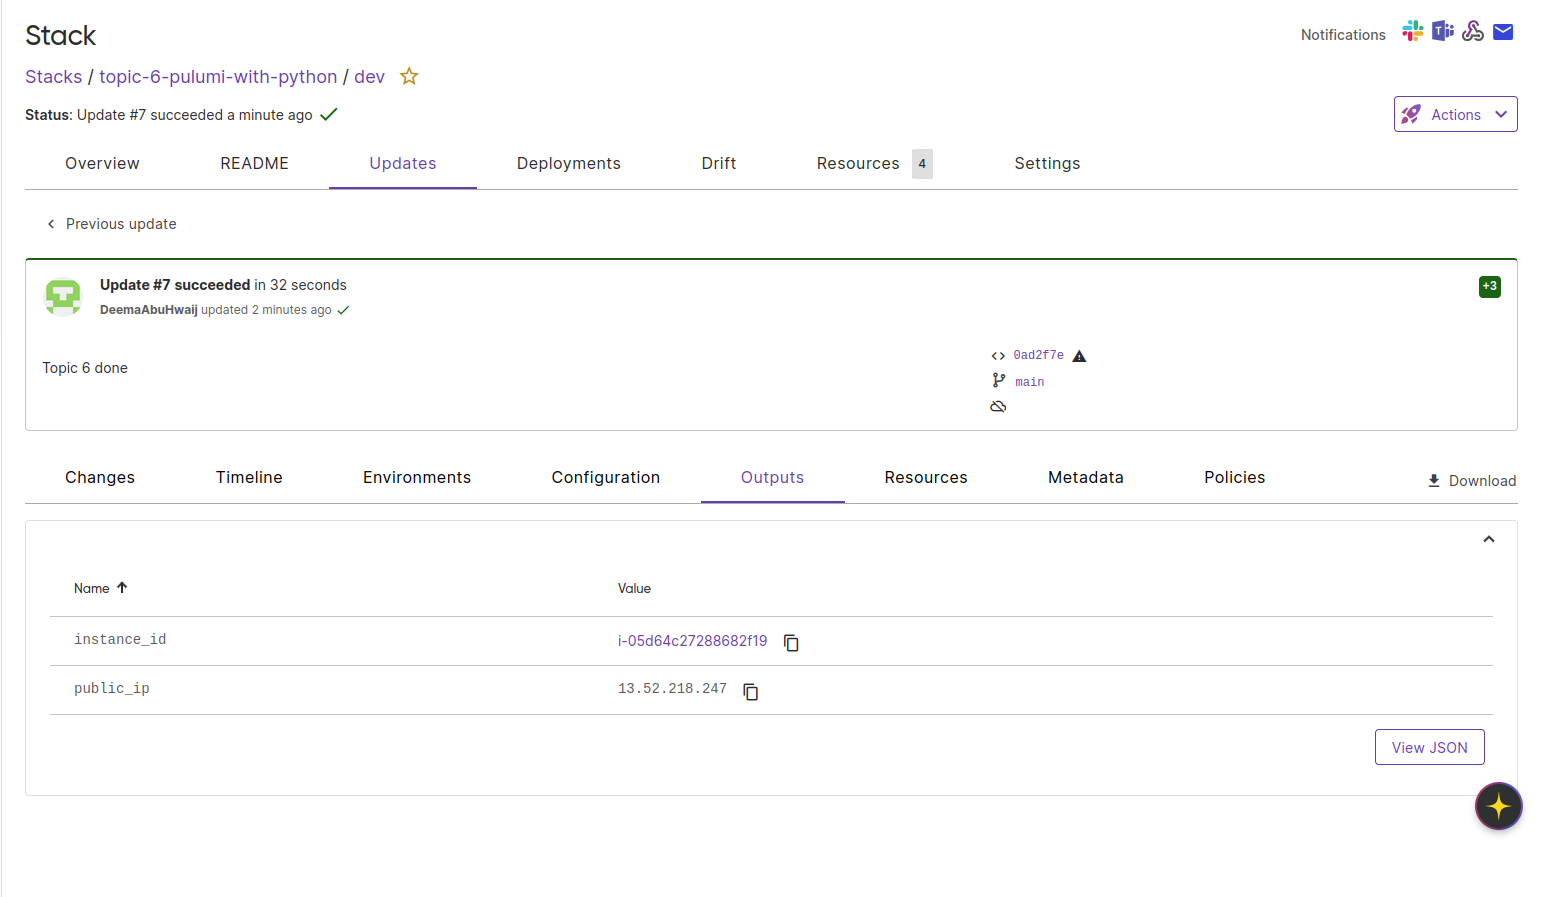 Stack
Notifications
Stacks / topic-6-pulumi-with-python / dev
Status: Update #7 succeeded a minute ago
Actions
Overview README Updates Deployments Drift Resources 4 Settings
Previous update
Update #7 succeeded in 32 seconds
+3
DeemaAbuHwaij updated 2 minutes ago
Topic 6 done
0ad2f7e
main
Changes Timeline Environments Configuration Outputs Resources Metadata Policies Download
Name Value
instance_id i-05d64c27288682f19
public_ip 13.52.218.247
View JSON